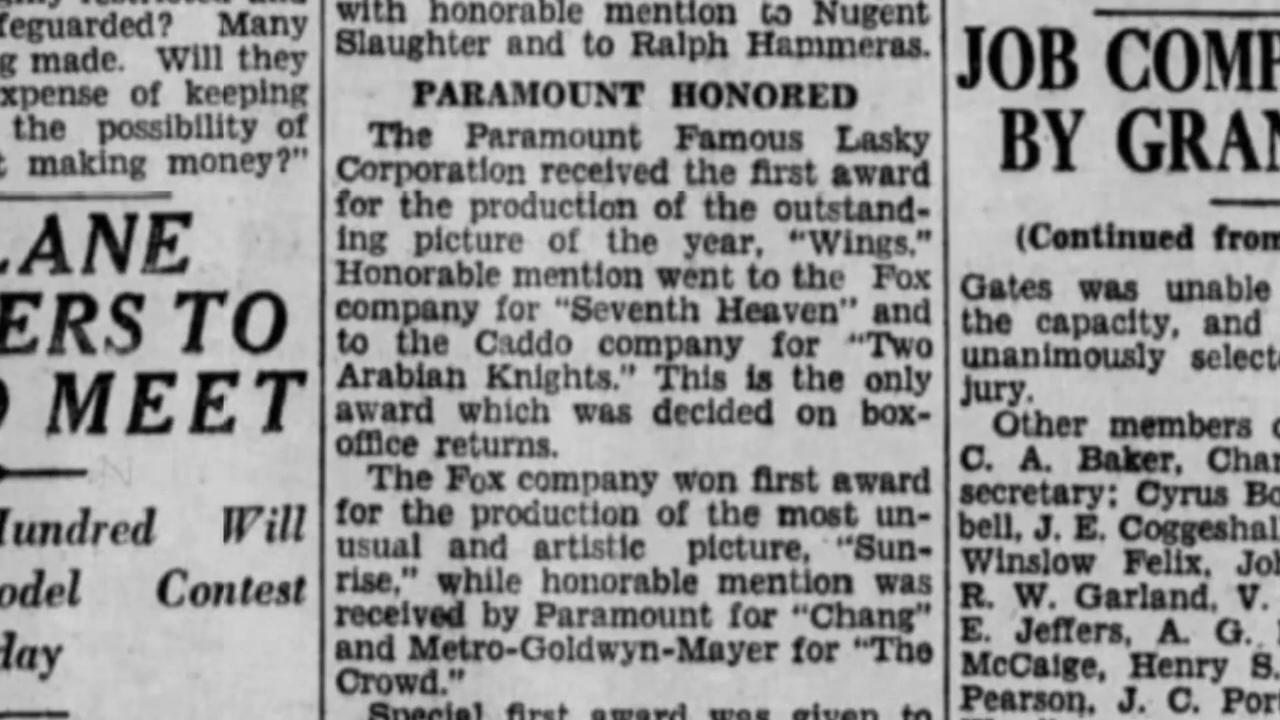 feguarded? Many
g made. Will they
xpense of keeping
the possibility of
making money?"
LANE
ERS TO
MEET
Hundred Will
odel Contest
day
with honorable mention to Nugent
Slaughter and to Ralph Hammeras.
PARAMOUNT HONORED
The Paramount Famous Lasky
Corporation received the first award
for the production of the outstand-
ing picture of the year, "Wings."
Honorable mention went to the Fox
company for "Seventh Heaven" and
to the Caddo company for "Two
Arabian Knights." This is the only
award which was decided on box-
office returns.
The Fox company won first award
for the production of the most un-
usual and artistic picture, "Sun-
rise," while honorable mention was
received by Paramount for "Chang"
and Metro-Goldwyn-Mayer for "The
Crowd."
Special first award was given to
JOB COMP
BY GRAN
(Continued from
Gates was unable
the capacity, and
unanimously select
jury.
Other members
C. A. Baker, Char
secretary; Cyrus Bo
bell, J. E. Coggeshal
Winslow Felix, Joh
R. W. Garland, V.
E. Jeffers, A. G.
McCaige, Henry S.
Pearson, J. C. Por